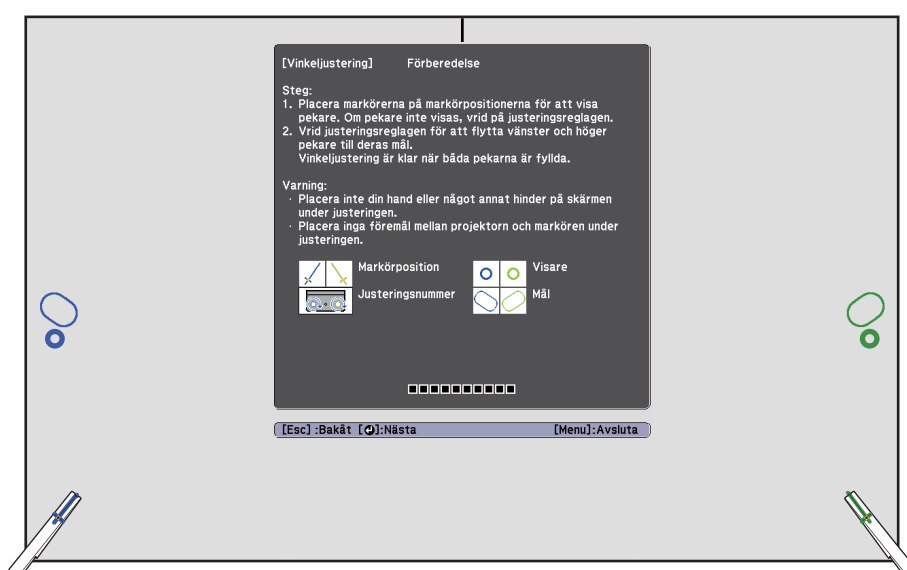 [Vinkeljustering] Förberedelse
Steg:
1. Placera markörerna på markörpositionerna för att visa
pekare. Om pekare inte visas, vrid på justeringsreglagen.
2. Vrid justeringsreglagen för att flytta vänster och höger
pekare till deras mål.
Vinkeljustering är klar när båda pekarna är fyllda.
Varning:
· Placera inte din hand eller något annat hinder på skärmen
under justeringen.
· Placera inga föremål mellan projektorn och markören under
justeringen.
Markörposition
Visare
Justeringsnummer
Mål
[Esc] :Bakåt [⏎]:Nästa [Menu]:Avsluta